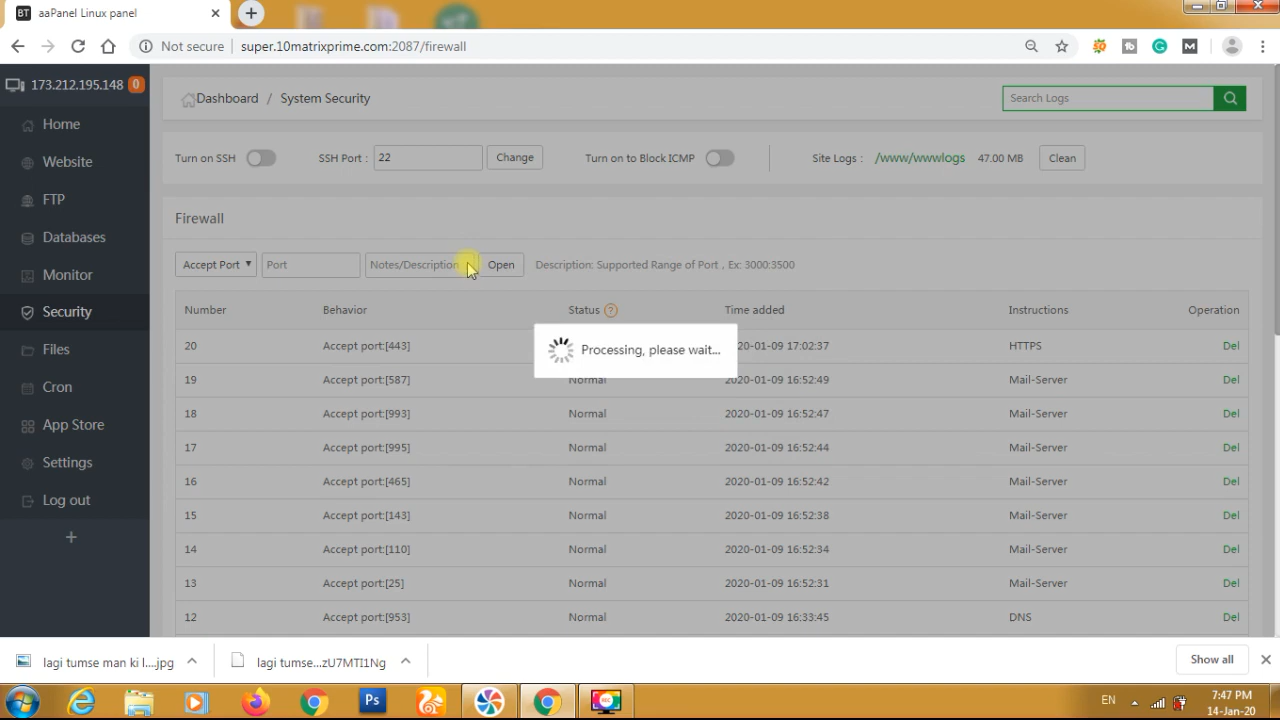 BT aaPanel Linux panel
Not secure super.10matrixprime.com:2087/firewall
173.212.195.148 0
Home
Website
FTP
Databases
Monitor
Security
Files
Cron
App Store
Settings
Log out
Dashboard / System Security
Search Logs
Turn on SSH SSH Port : 22 Change Turn on to Block ICMP Site Logs : /www/wwwlogs 47.00 MB Clean
Firewall
Accept Port Port Notes/Description Open Description: Supported Range of Port , Ex: 3000:3500
Number Behavior Status ? Time added Instructions Operation
20 Accept port:[443] 20-01-09 17:02:37 HTTPS Del
Processing, please wait...
19 Accept port:[587] Normal 2020-01-09 16:52:49 Mail-Server Del
18 Accept port:[993] Normal 2020-01-09 16:52:47 Mail-Server Del
17 Accept port:[995] Normal 2020-01-09 16:52:44 Mail-Server Del
16 Accept port:[465] Normal 2020-01-09 16:52:42 Mail-Server Del
15 Accept port:[143] Normal 2020-01-09 16:52:38 Mail-Server Del
14 Accept port:[110] Normal 2020-01-09 16:52:34 Mail-Server Del
13 Accept port:[25] Normal 2020-01-09 16:52:31 Mail-Server Del
12 Accept port:[953] Normal 2020-01-09 16:33:45 DNS Del
lagi tumse man ki l....jpg lagi tumse...zU7MTI1Ng Show all
Ps EN 7:47 PM
14-Jan-20